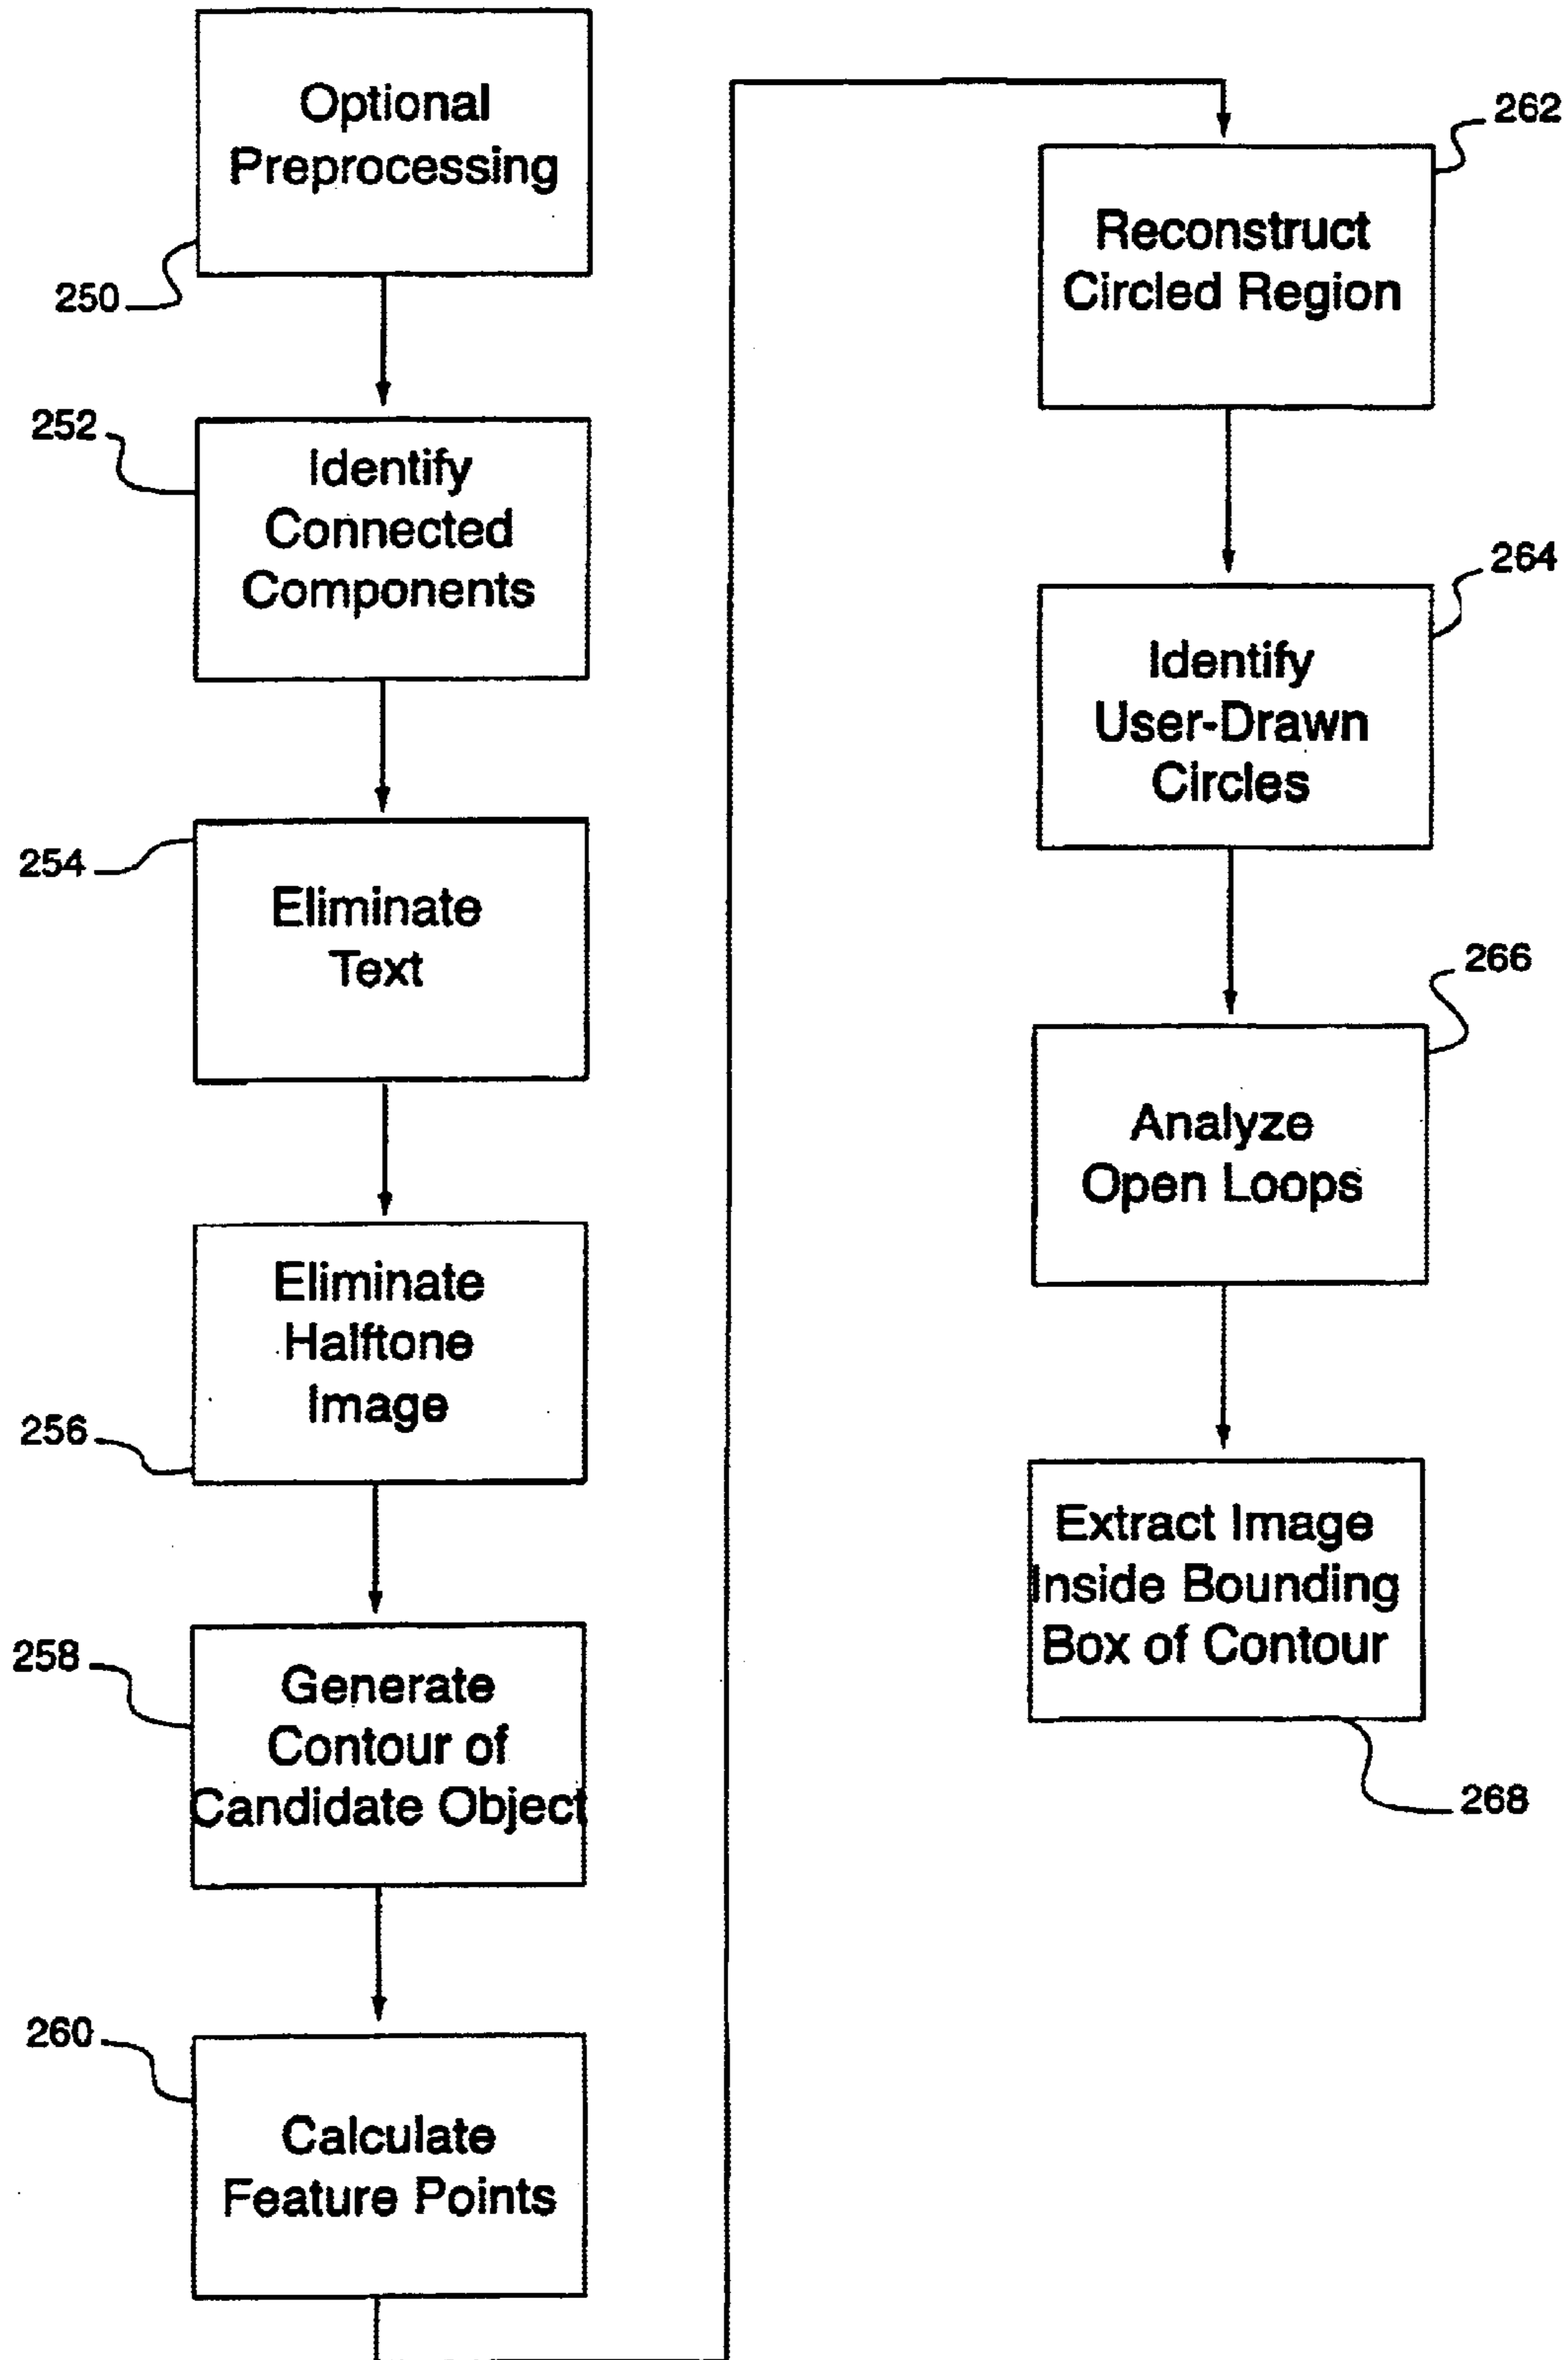 Optional
Preprocessing
250
252
Identify
Connected
Components
254
Eliminate
Text
Eliminate
Halftone
Image
256
258
Generate
Contour of
Candidate Object
260
Calculate
Feature Points
262
Reconstruct
Circled Region
264
Identify
User-Drawn
Circles
266
Analyze
Open Loops
Extract Image
Inside Bounding
Box of Contour
268